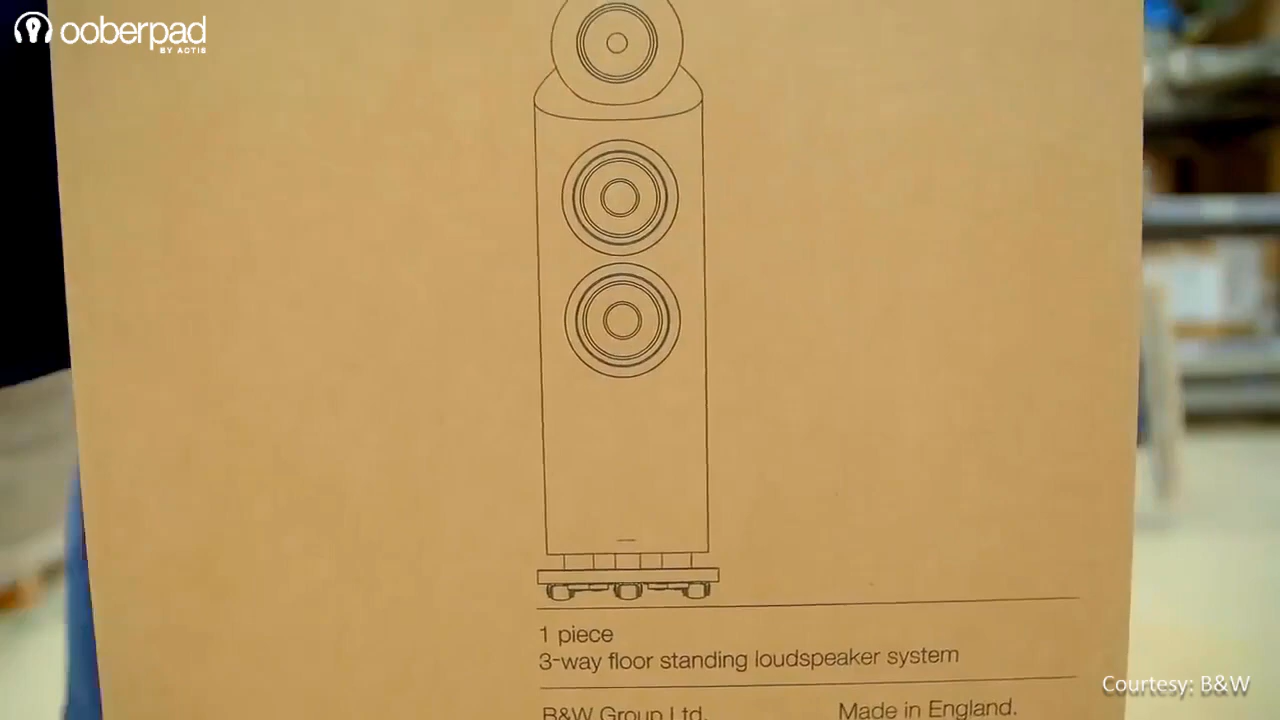 ooberpad
BY ACTIS
1 piece
3-way floor standing loudspeaker system
B&W Group Ltd.
Made in England.
Courtesy: B&W